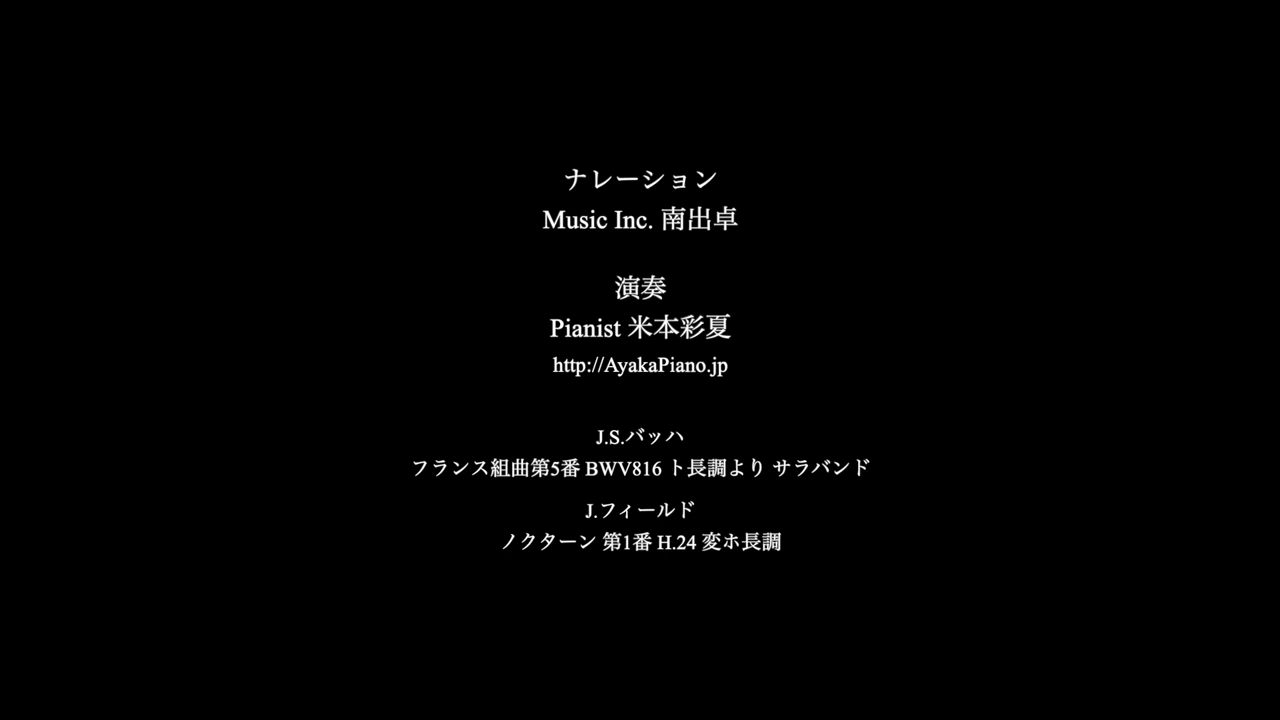 ナレーション
Music Inc. 南出卓
演奏
Pianist 米本彩夏
http://AyakaPiano.jp
J.S.バッハ
フランス組曲第5番 BWV816 ト長調より サラバンド
J.フィールド
ノクターン 第1番 H.24 変ホ長調